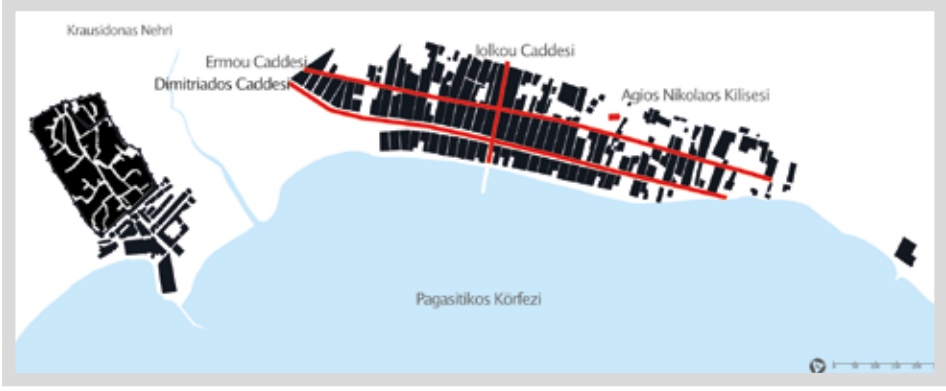 Krausidonas Nehri
Iolkou Caddesi
Ermou Caddesi
Dimitriados Caddesi
Agios Nikolaos Kilisesi
Pagasitikos Körfezi